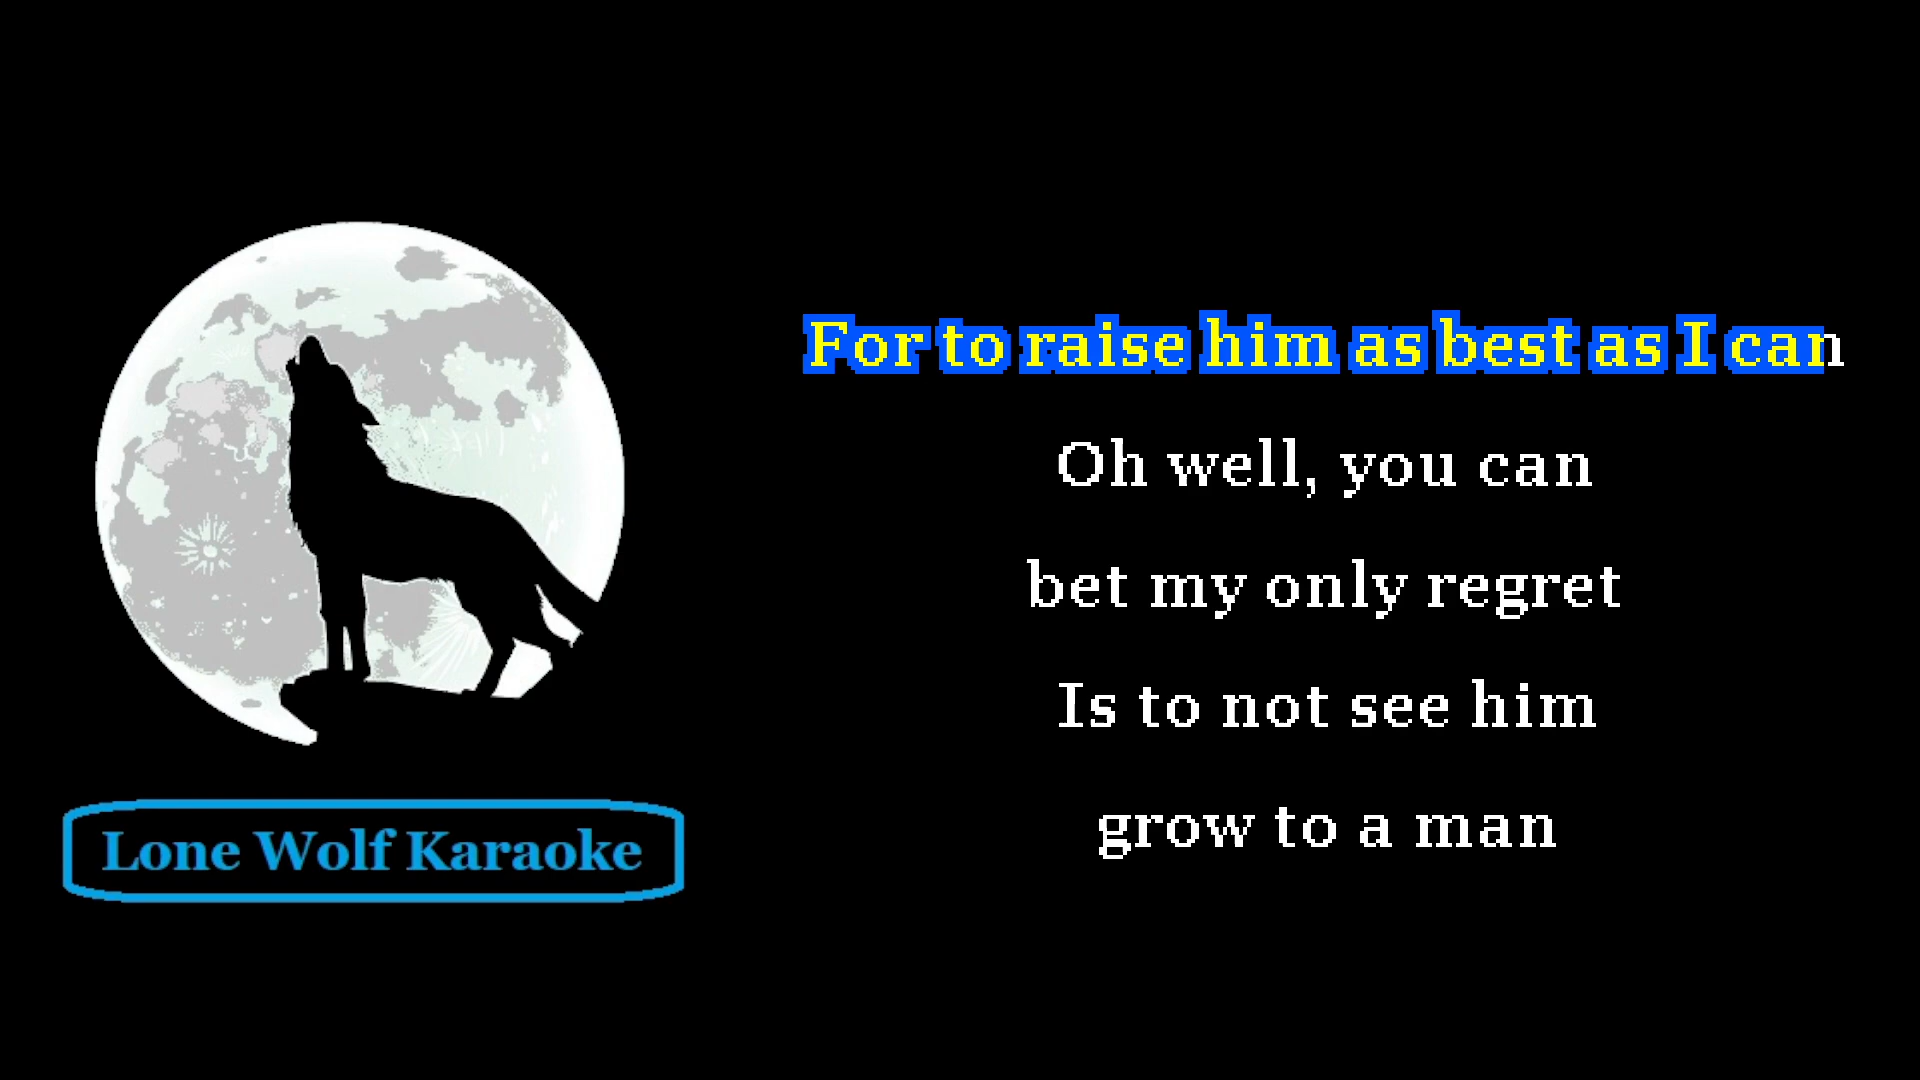 For to raise him as best as I can
Oh well, you can
bet my only regret
Is to not see him
grow to a man
Lone Wolf Karaoke